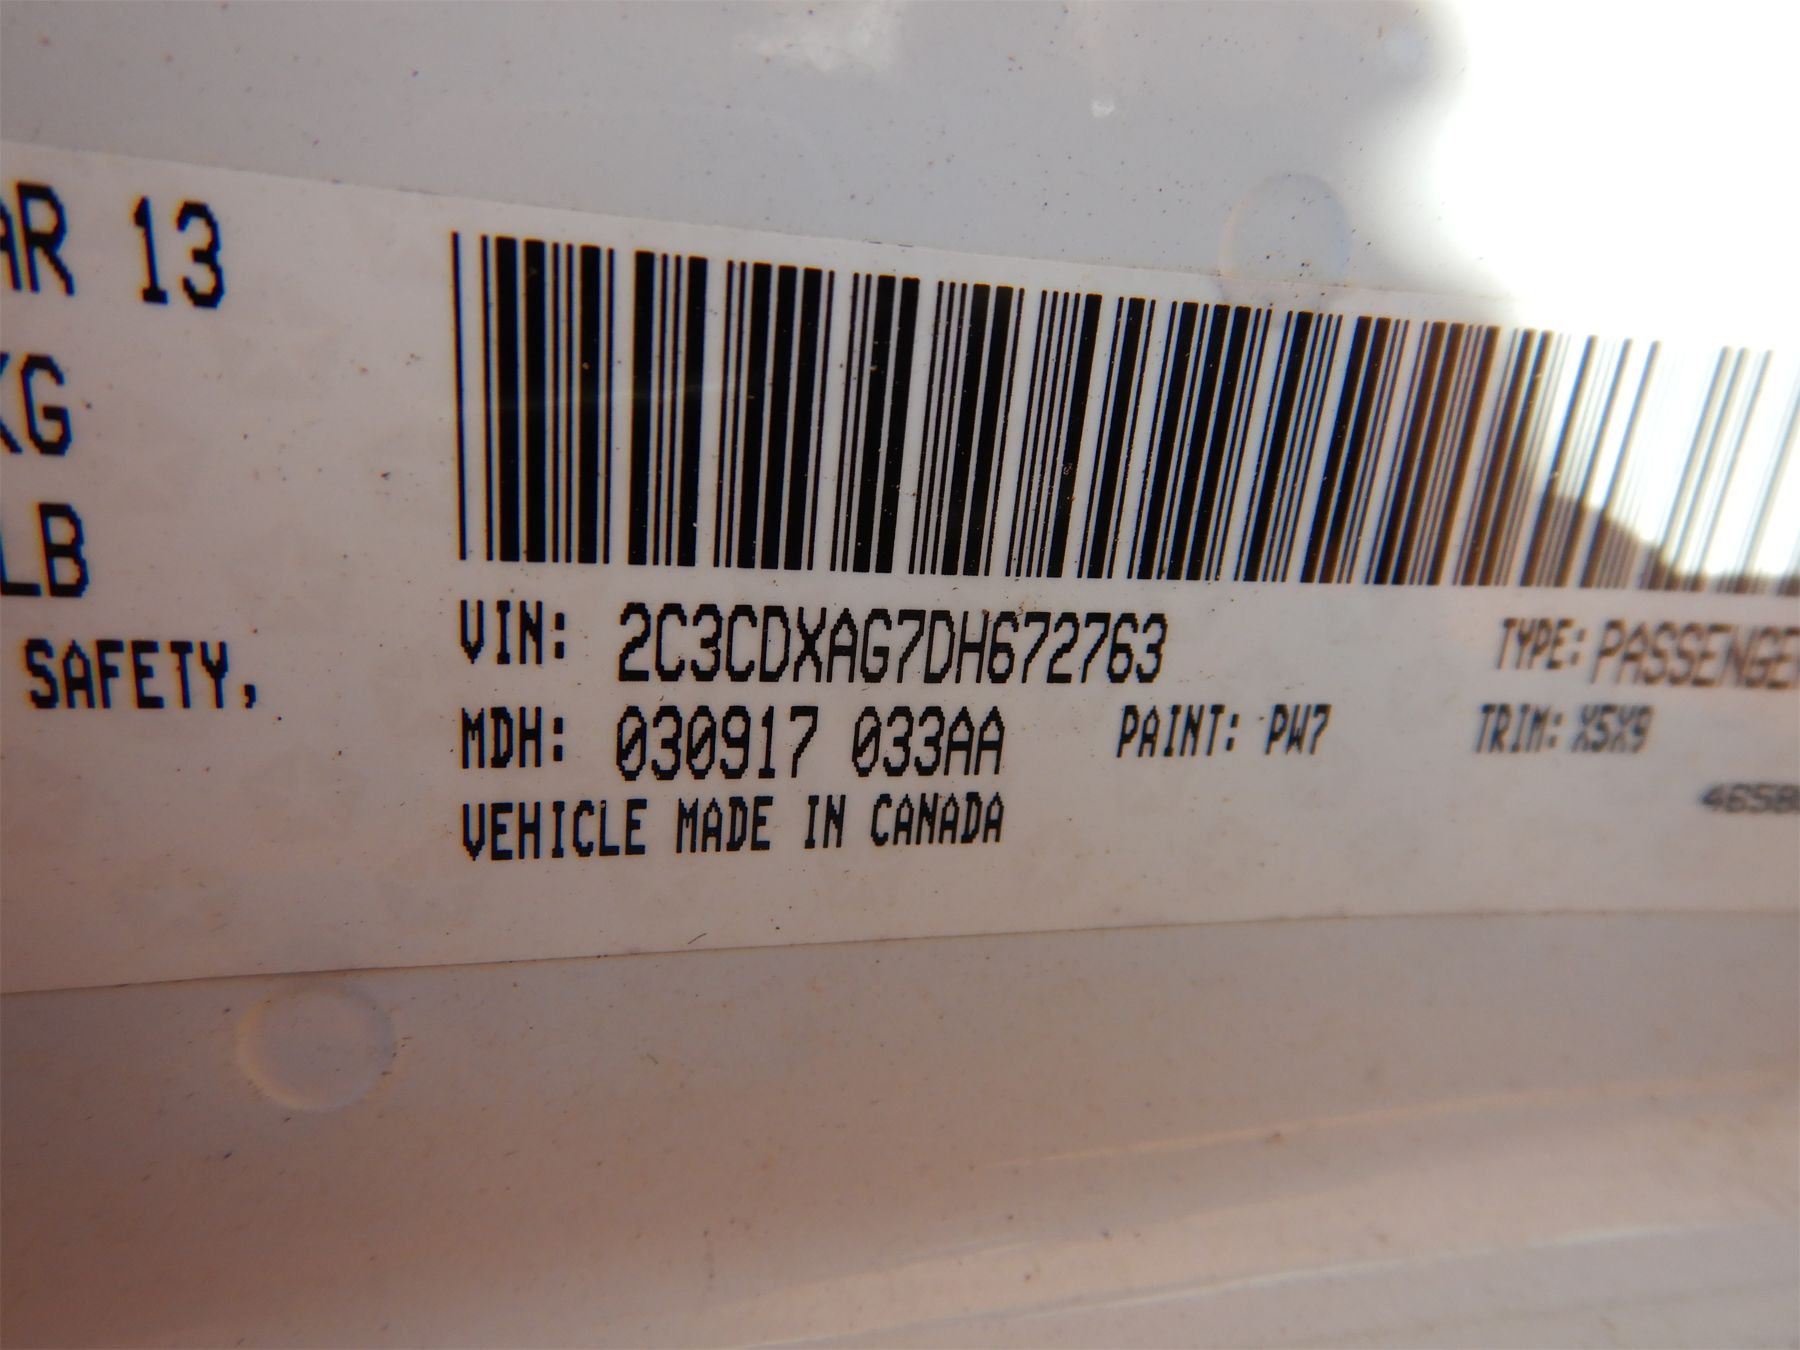 AR 13
KG
LB
SAFETY,
VIN: 2C3CDXAG7DH672763 TYPE: PASSENGER
MDH: 030917 033AA PAINT: PW7 TRIM: X5X9
4658
VEHICLE MADE IN CANADA